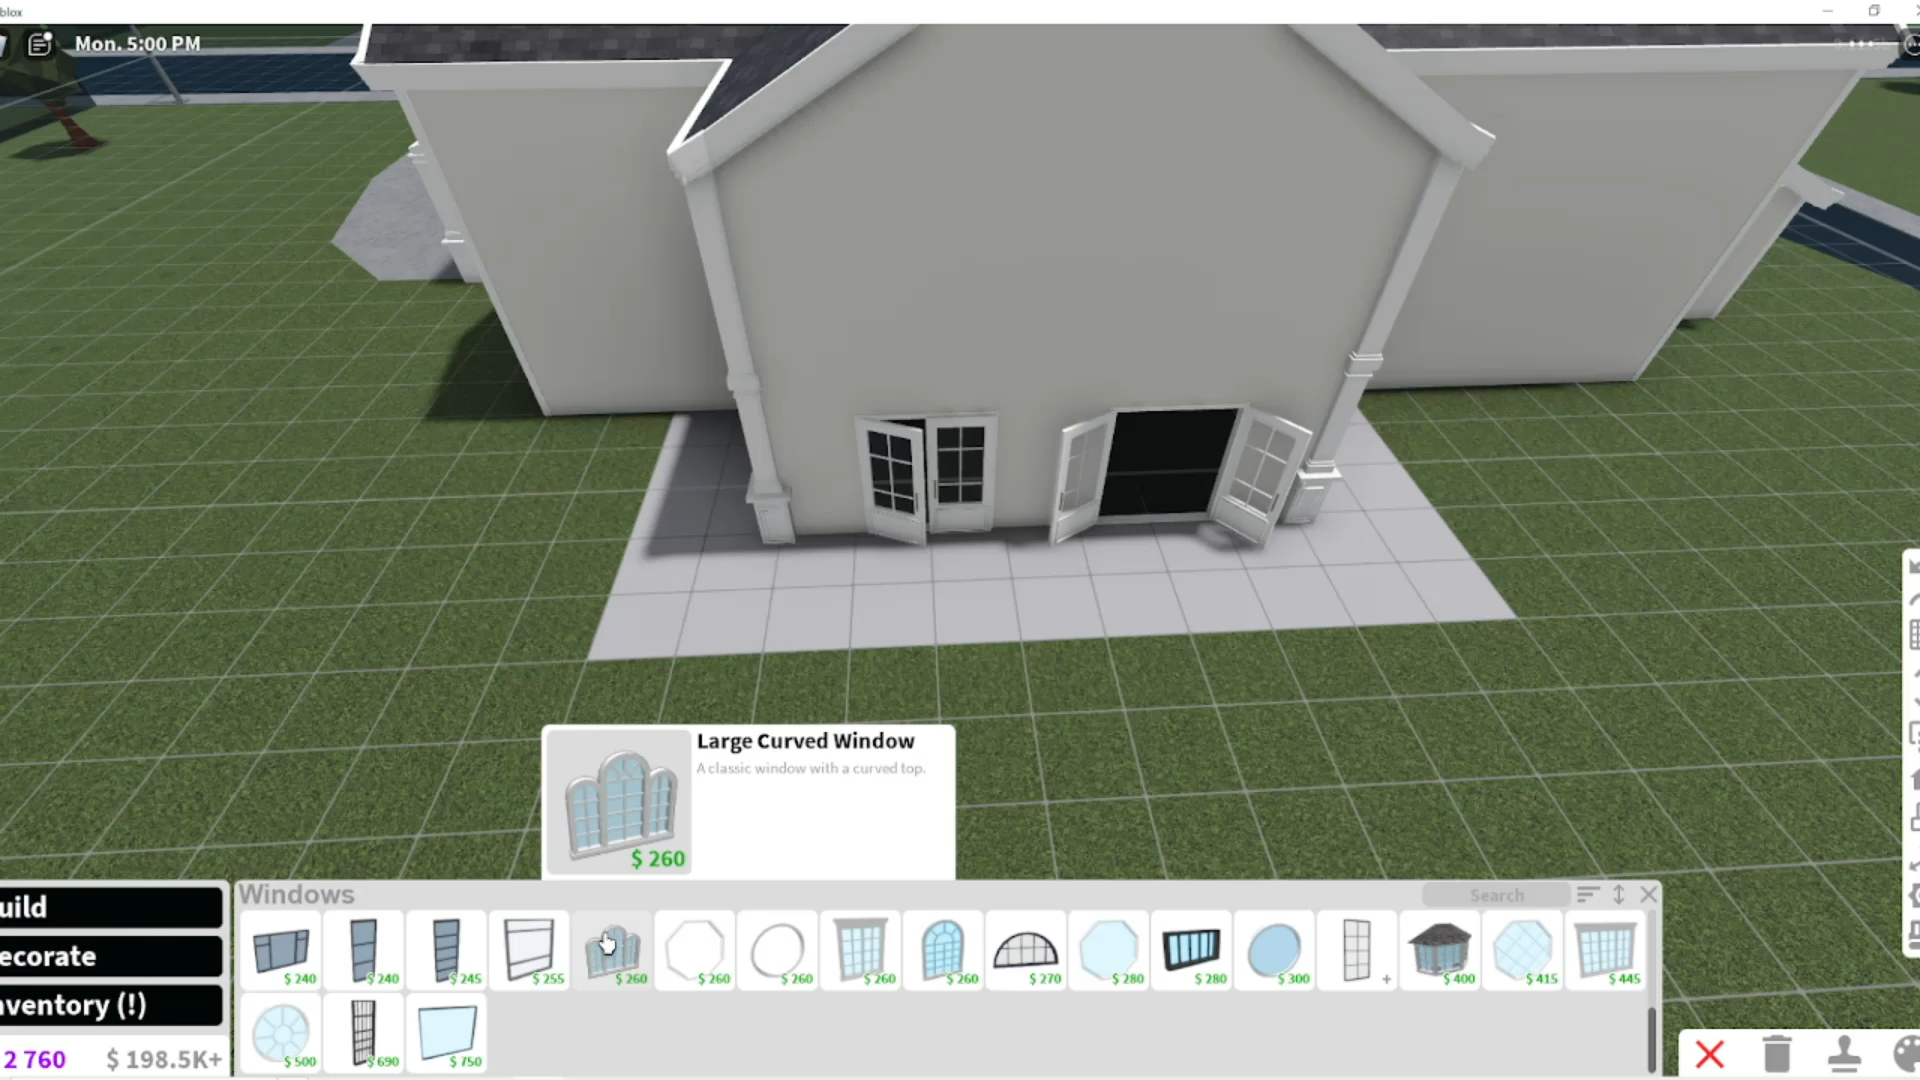 blox
Mon. 5:00 PM
Large Curved Window
A classic window with a curved top.
$ 260
Windows
Search
uild
ecorate
nventory (!)
2 760
$ 198.5K+
$ 240
$ 240
$ 245
$ 255
$ 260
$ 260
$ 260
$ 260
$ 260
$ 270
$ 280
$ 280
$ 300
+
$ 400
$ 415
$ 445
$ 500
$ 690
$ 750